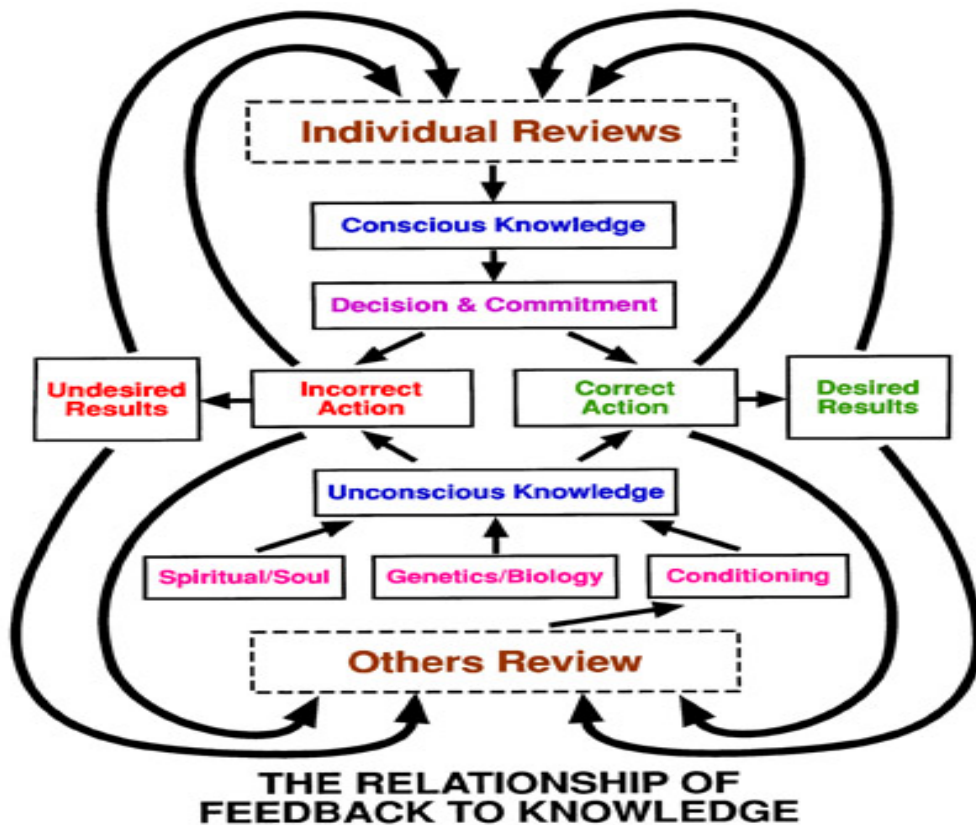 Individual Reviews
Conscious Knowledge
Decision & Commitment
Undesired
Results
Incorrect
Action
Correct
Action
Desired
Results
Unconscious Knowledge
Spiritual/Soul
Genetics/Biology
Conditioning
Others Review
THE RELATIONSHIP OF
FEEDBACK TO KNOWLEDGE